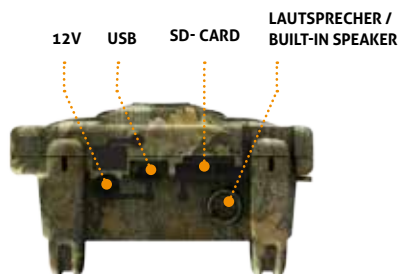 LAUTSPRECHER /
BUILT-IN SPEAKER
12V USB SD- CARD